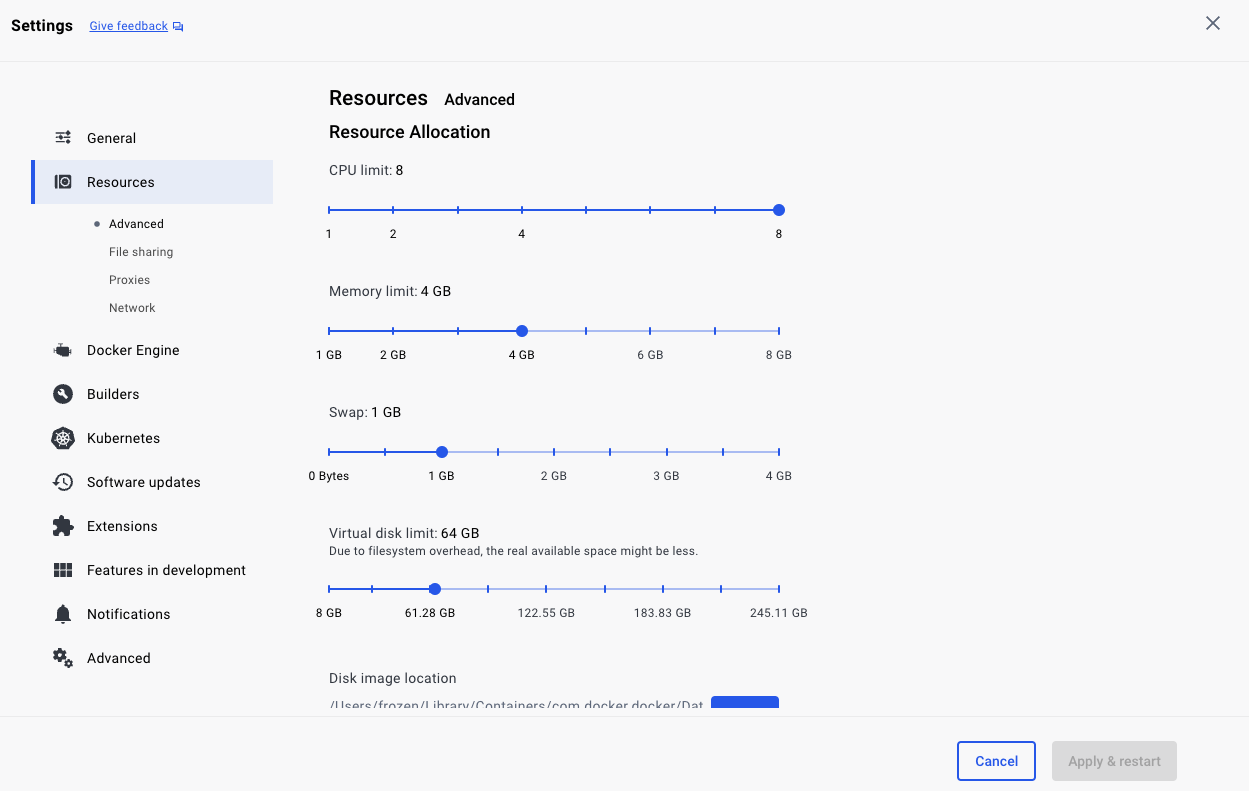 Settings Give feedback
General
Resources
Advanced
File sharing
Proxies
Network
Docker Engine
Builders
Kubernetes
Software updates
Extensions
Features in development
Notifications
Advanced
Resources Advanced
Resource Allocation
CPU limit: 8
1 2 4 8
Memory limit: 4 GB
1 GB 2 GB 4 GB 6 GB 8 GB
Swap: 1 GB
0 Bytes 1 GB 2 GB 3 GB 4 GB
Virtual disk limit: 64 GB
Due to filesystem overhead, the real available space might be less.
8 GB 61.28 GB 122.55 GB 183.83 GB 245.11 GB
Disk image location
/Users/frozen/Library/Containers/com.docker.docker/Dat
Cancel Apply & restart